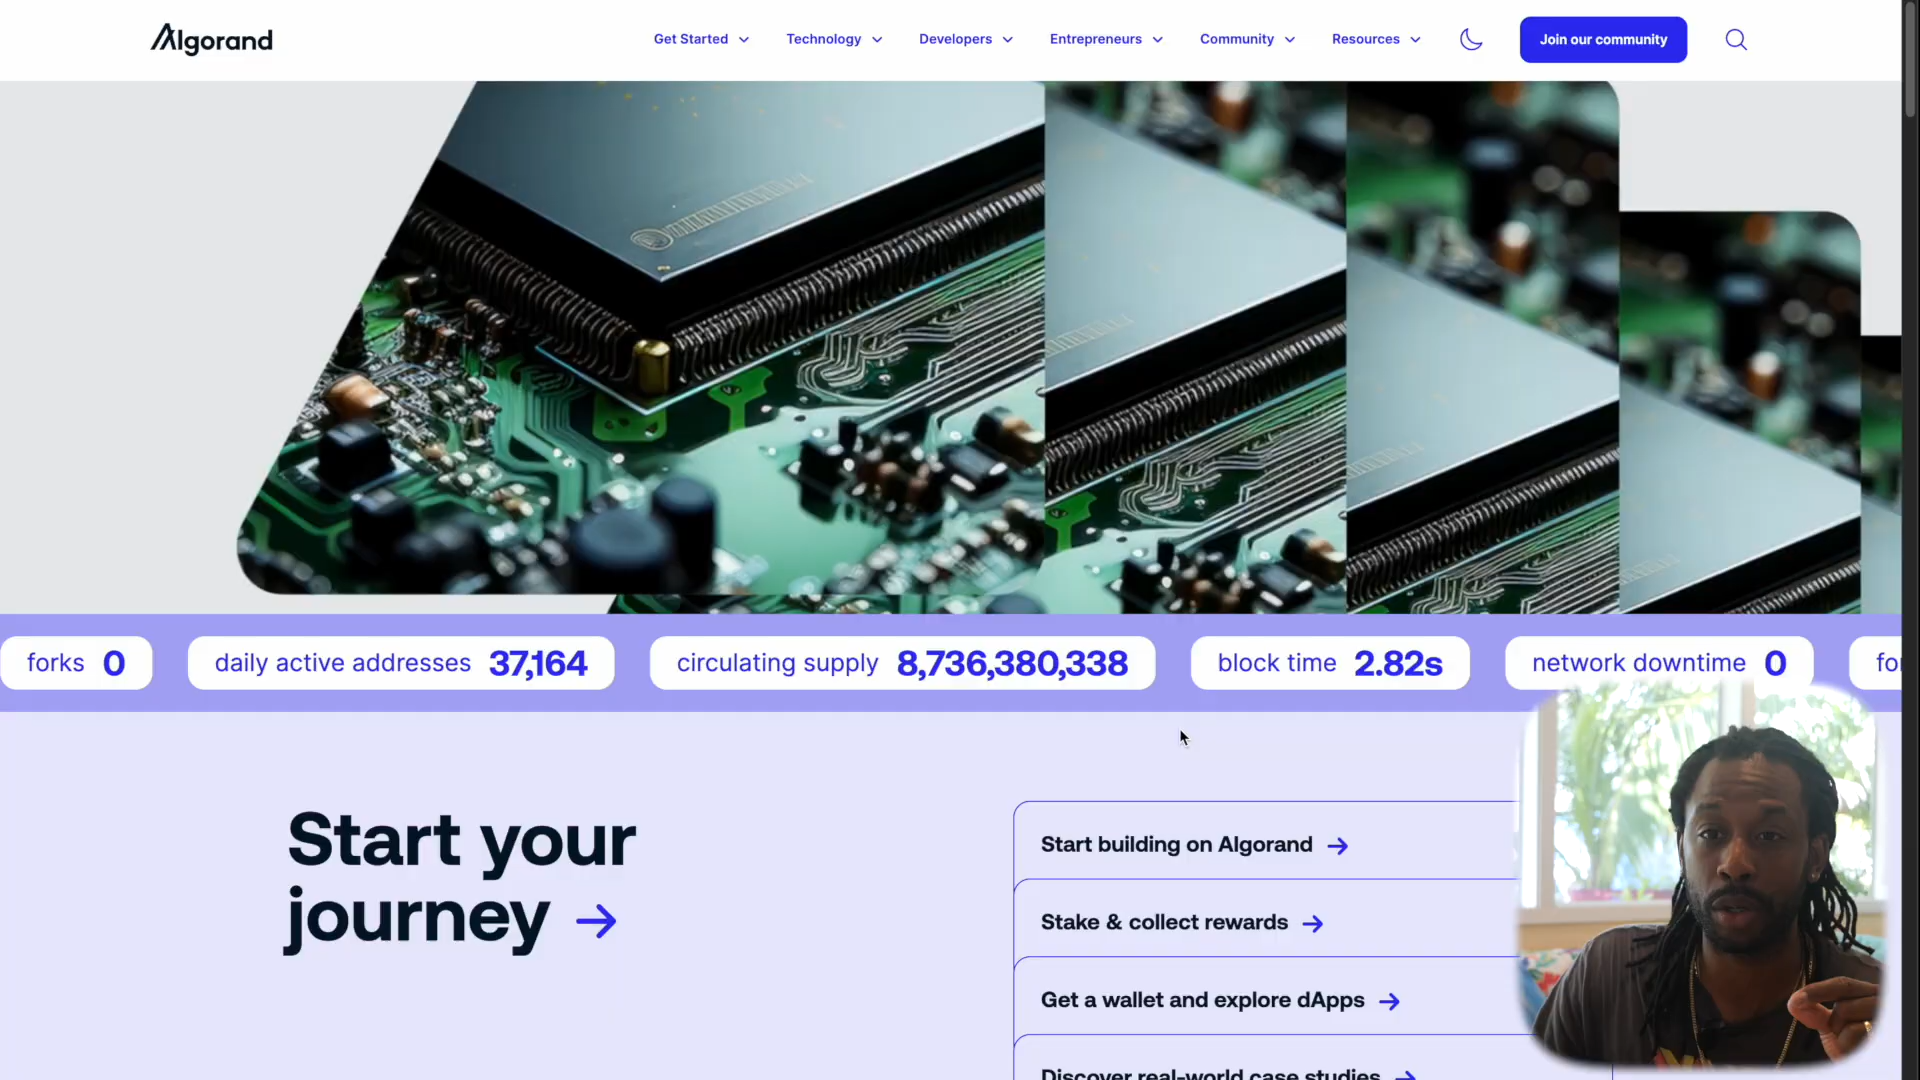 Algorand
Get Started
Technology
Developers
Entrepreneurs
Community
Resources
Join our community
forks 0
daily active addresses 37,164
circulating supply 8,736,380,338
block time 2.82s
network downtime 0
for
Start your
journey
Start building on Algorand
Stake & collect rewards
Get a wallet and explore dApps
Discover real-world case studies